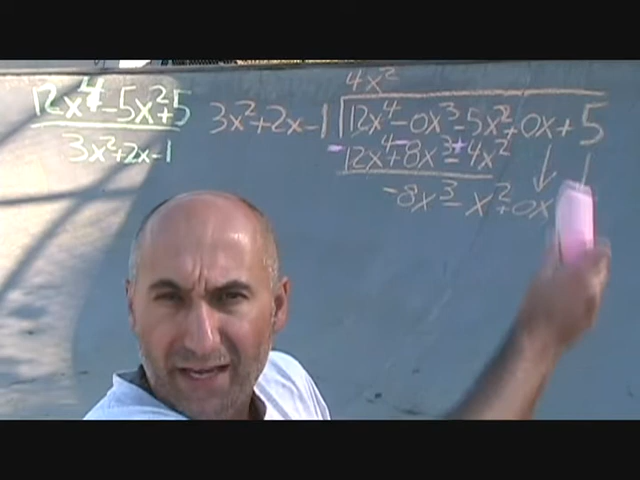 12x⁴-5x²+5
3x²+2x-1
4x²
3x²+2x-1 12x⁴-0x³-5x²+0x+5
- - +
12x⁴+8x³-4x²
-8x³-x²+0x